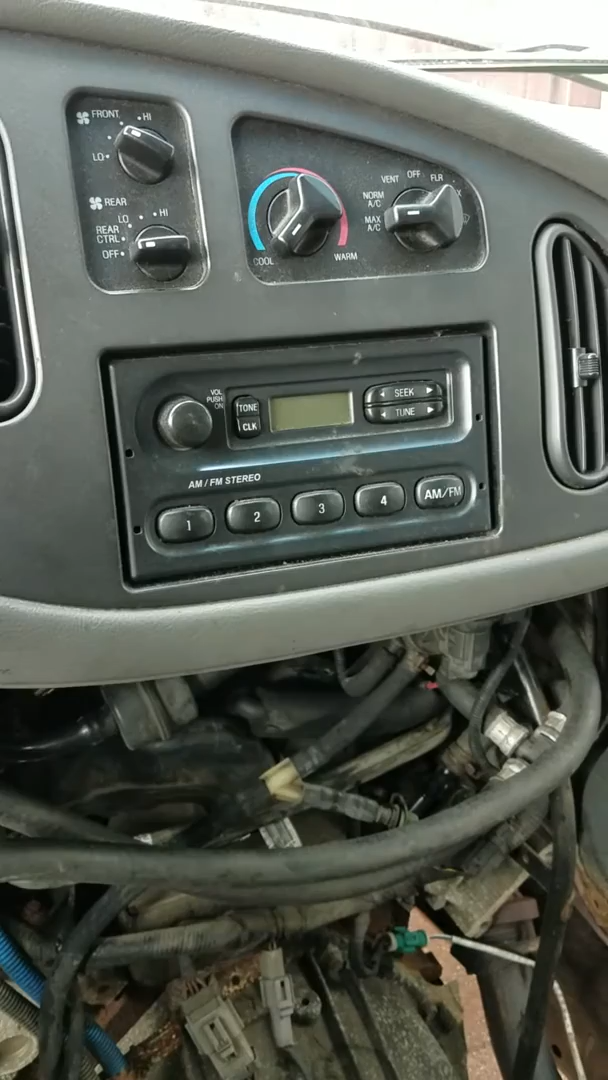 FRONT
HI
LO
REAR
LO HI
REAR
CTRL
OFF
COOL
WARM
VENT OFF FLR
NORM
A/C
MAX
A/C
VOL
PUSH
ON
TONE
CLK
SEEK
TUNE
AM / FM STEREO
1 2 3 4 AM/FM